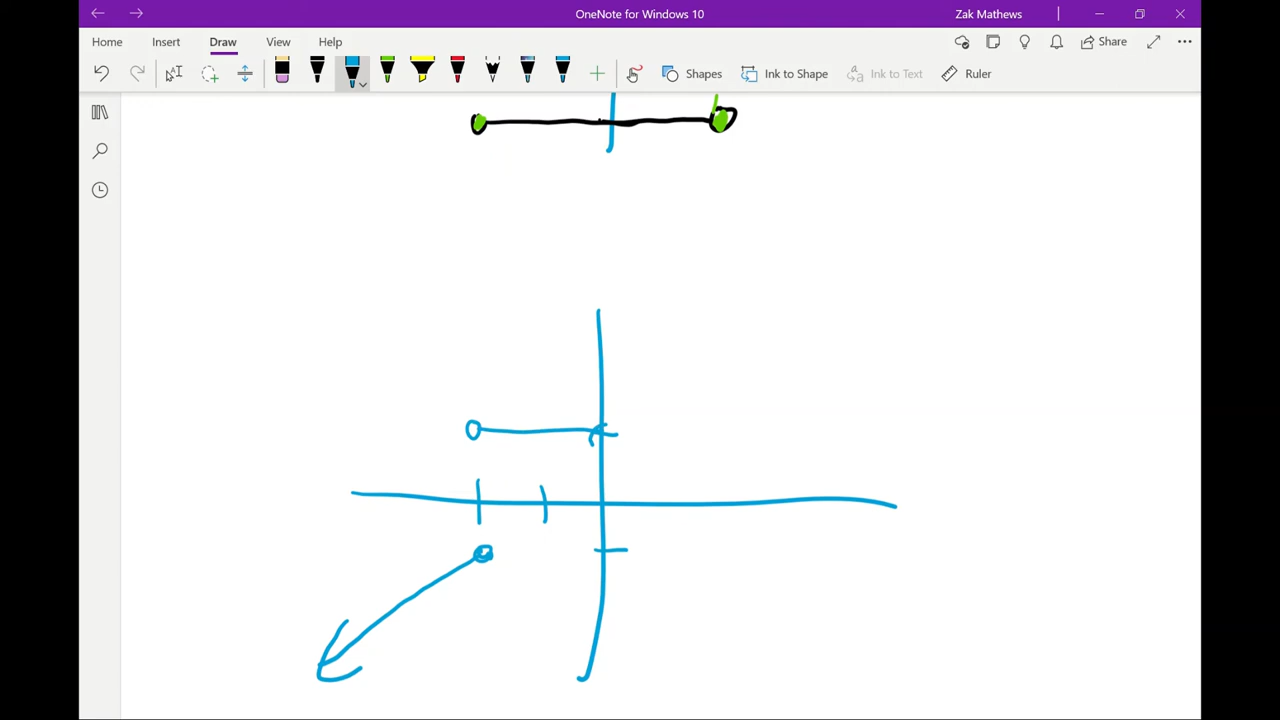 OneNote for Windows 10
Zak Mathews
Home Insert Draw View Help
Share
Shapes Ink to Shape Ink to Text Ruler